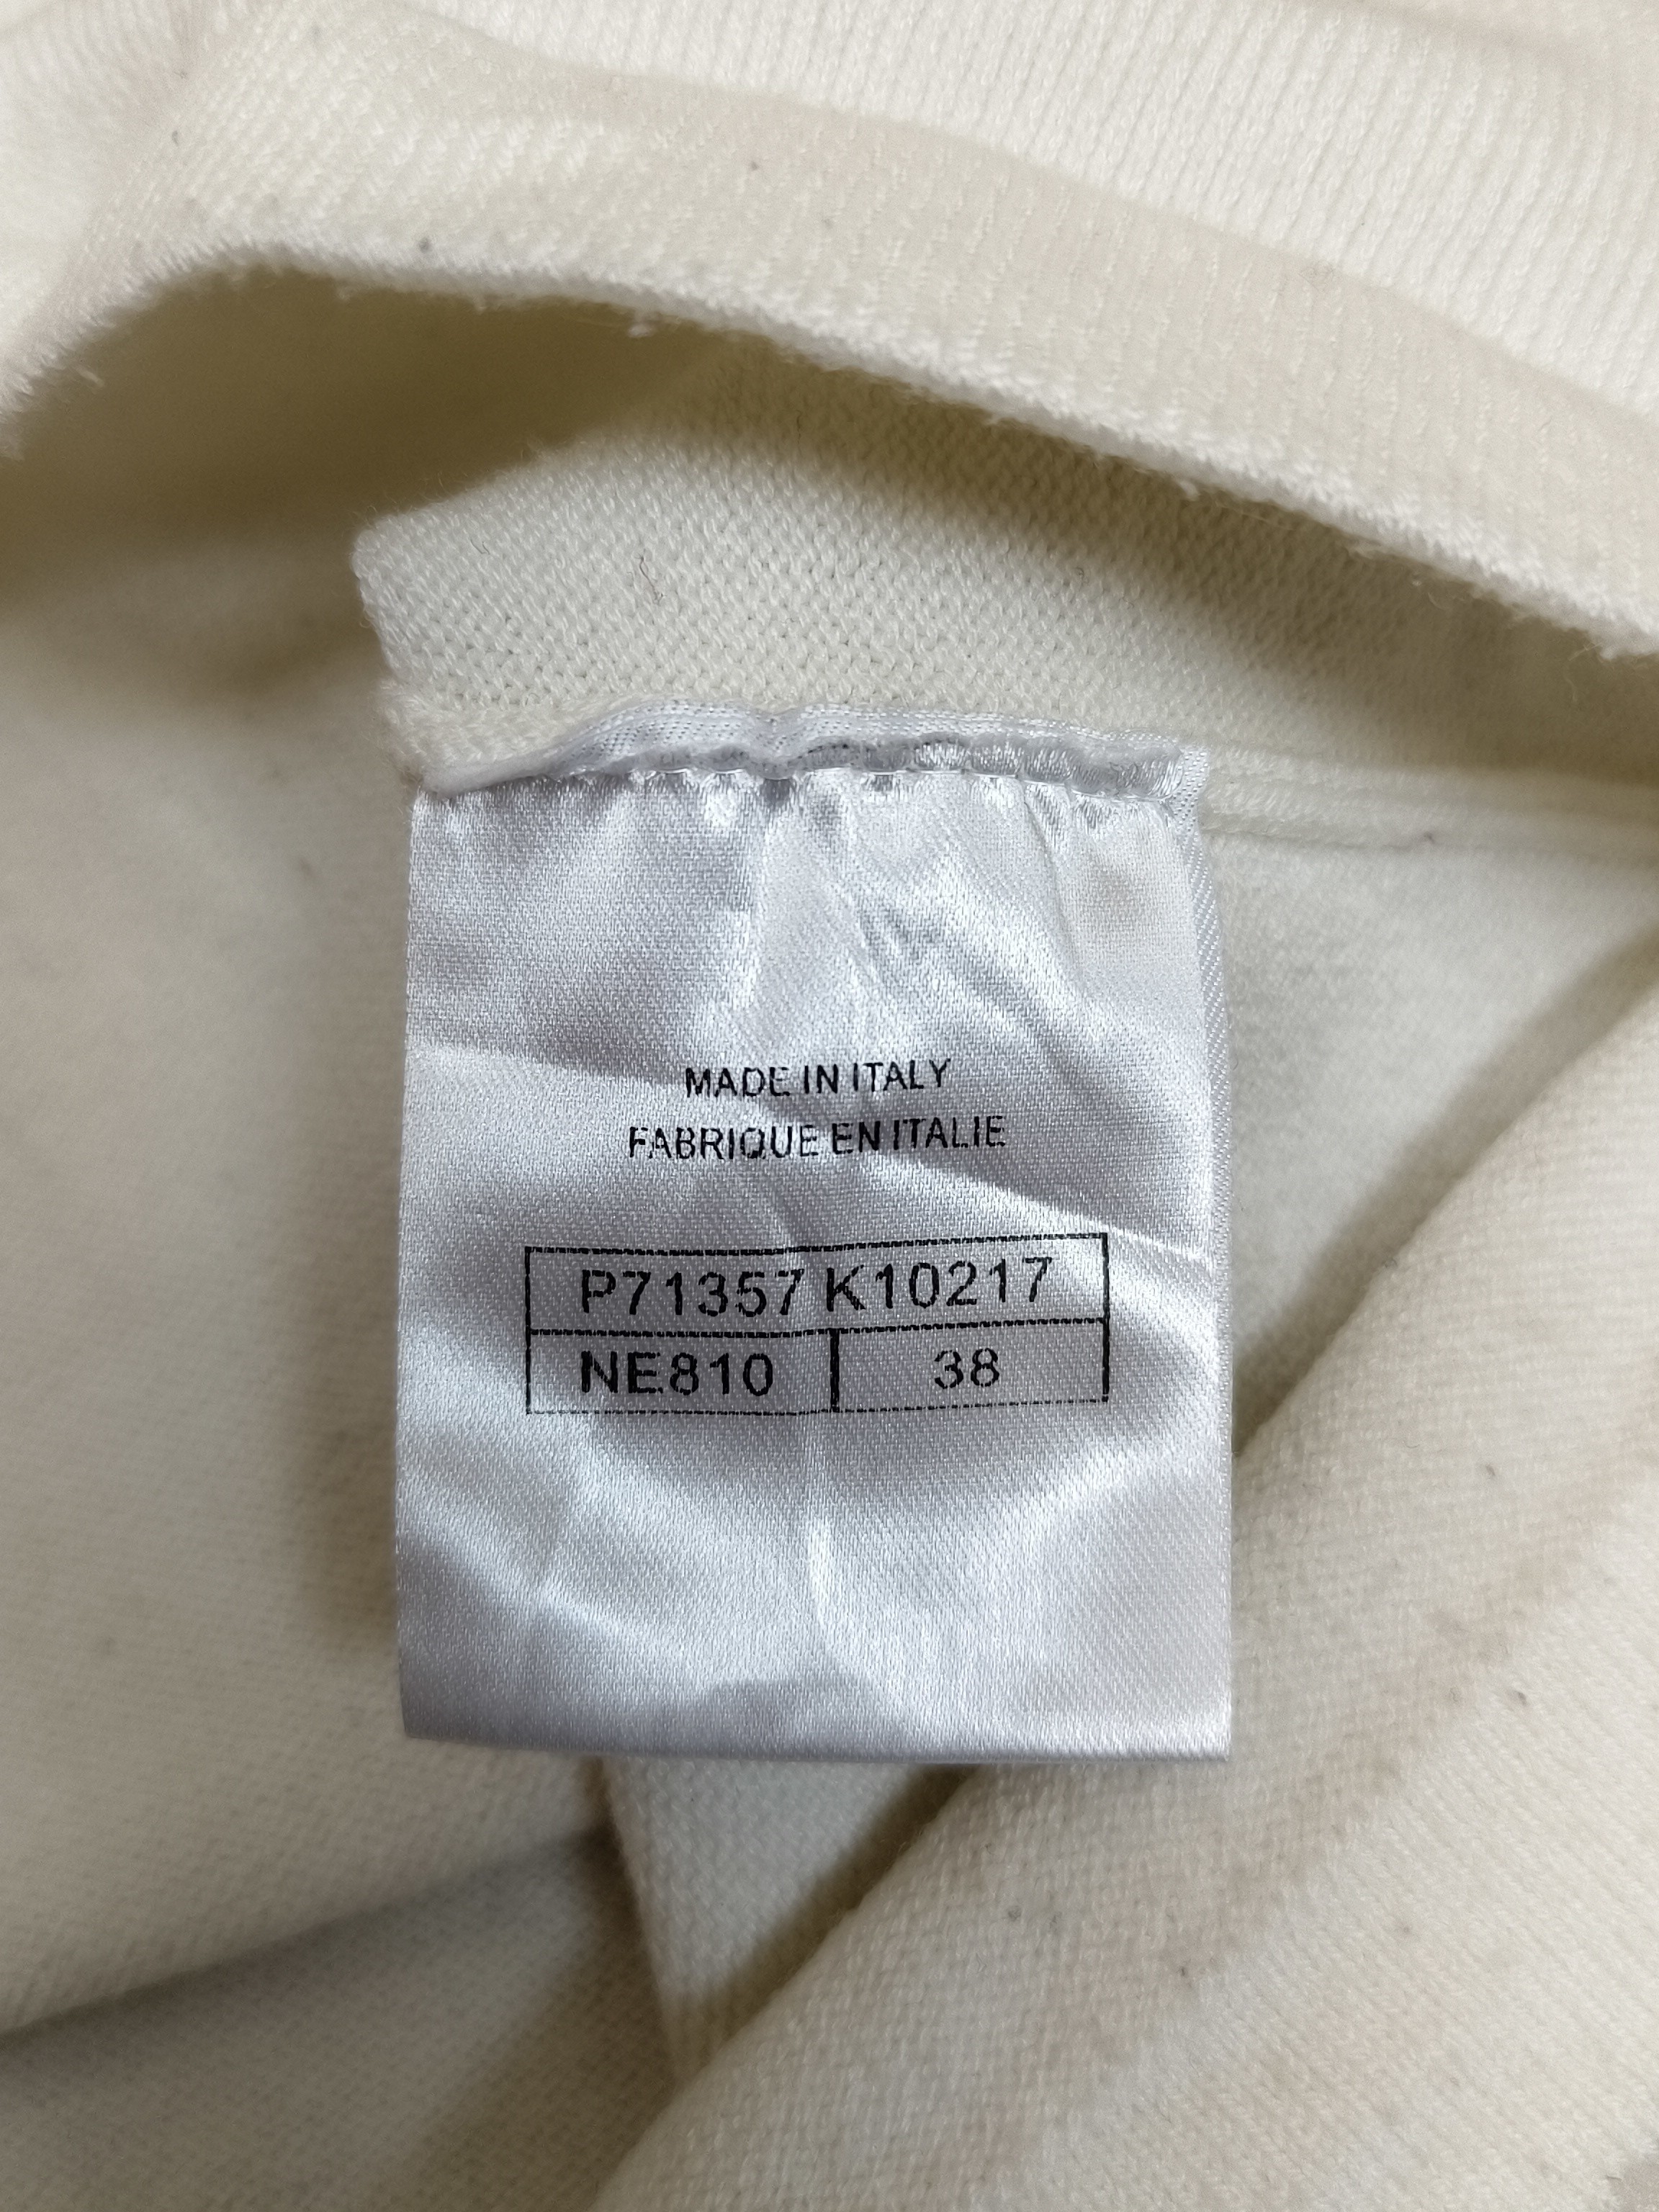 MADE IN ITALY
FABRIQUE EN ITALIE
P71357 K10217
NE810 38